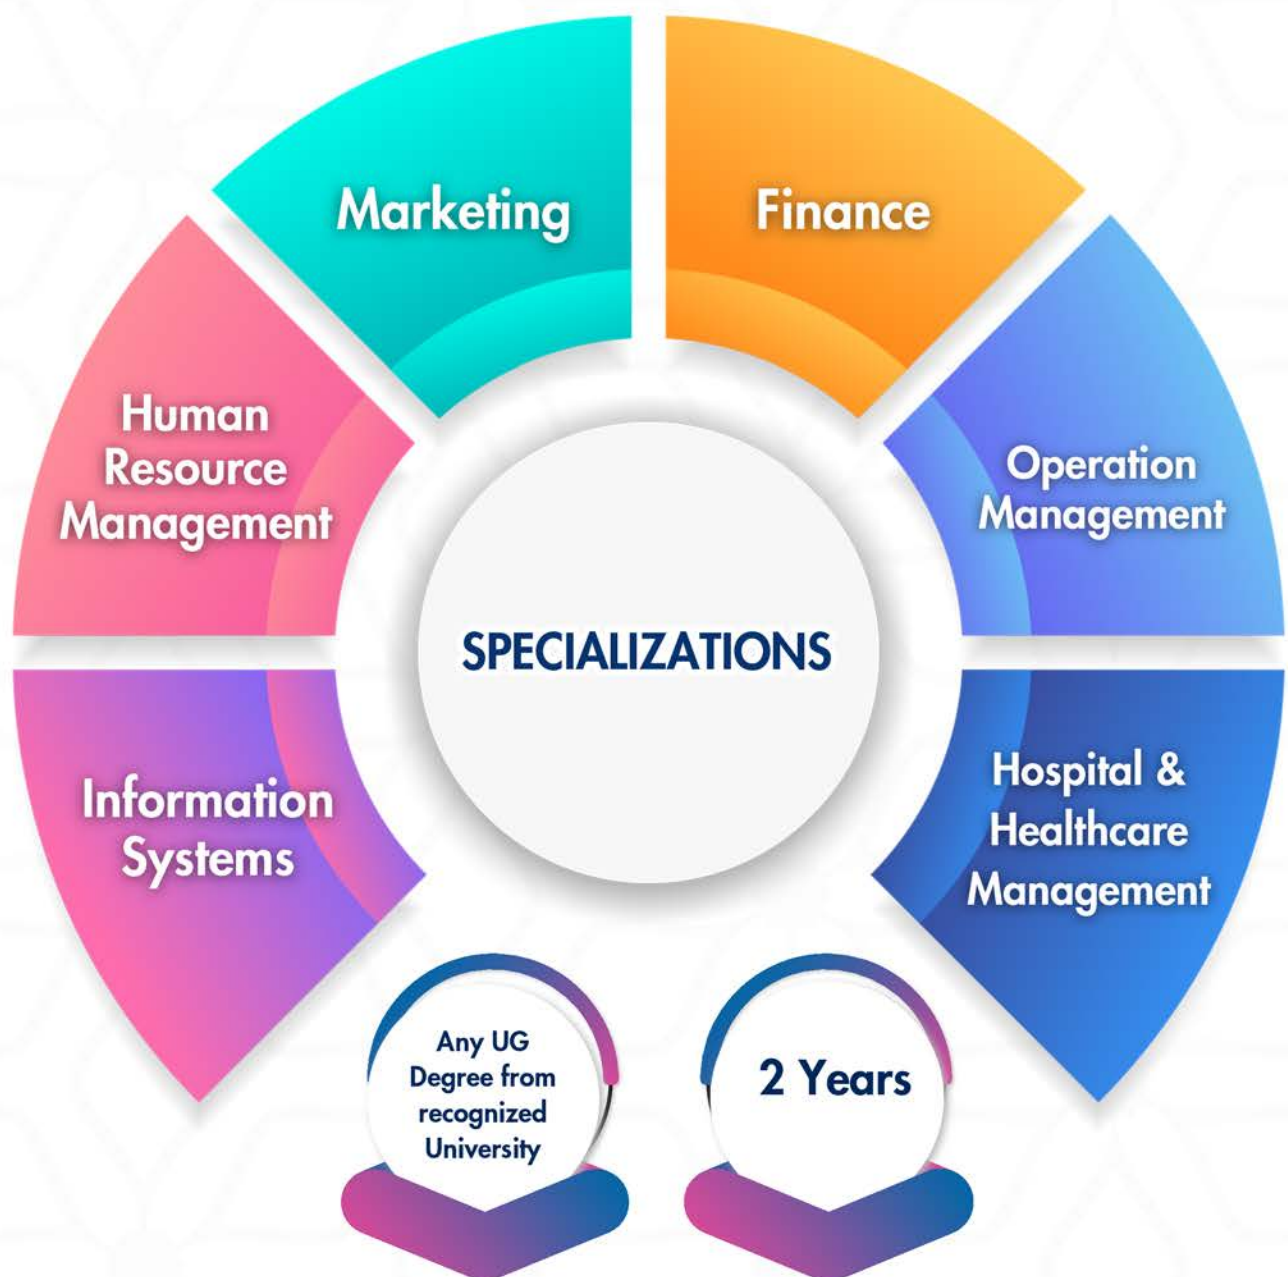 Marketing
Finance
Human
Resource
Management
Operation
Management
SPECIALIZATIONS
Information
Systems
Hospital &
Healthcare
Management
Any UG
Degree from
recognized
University
2 Years